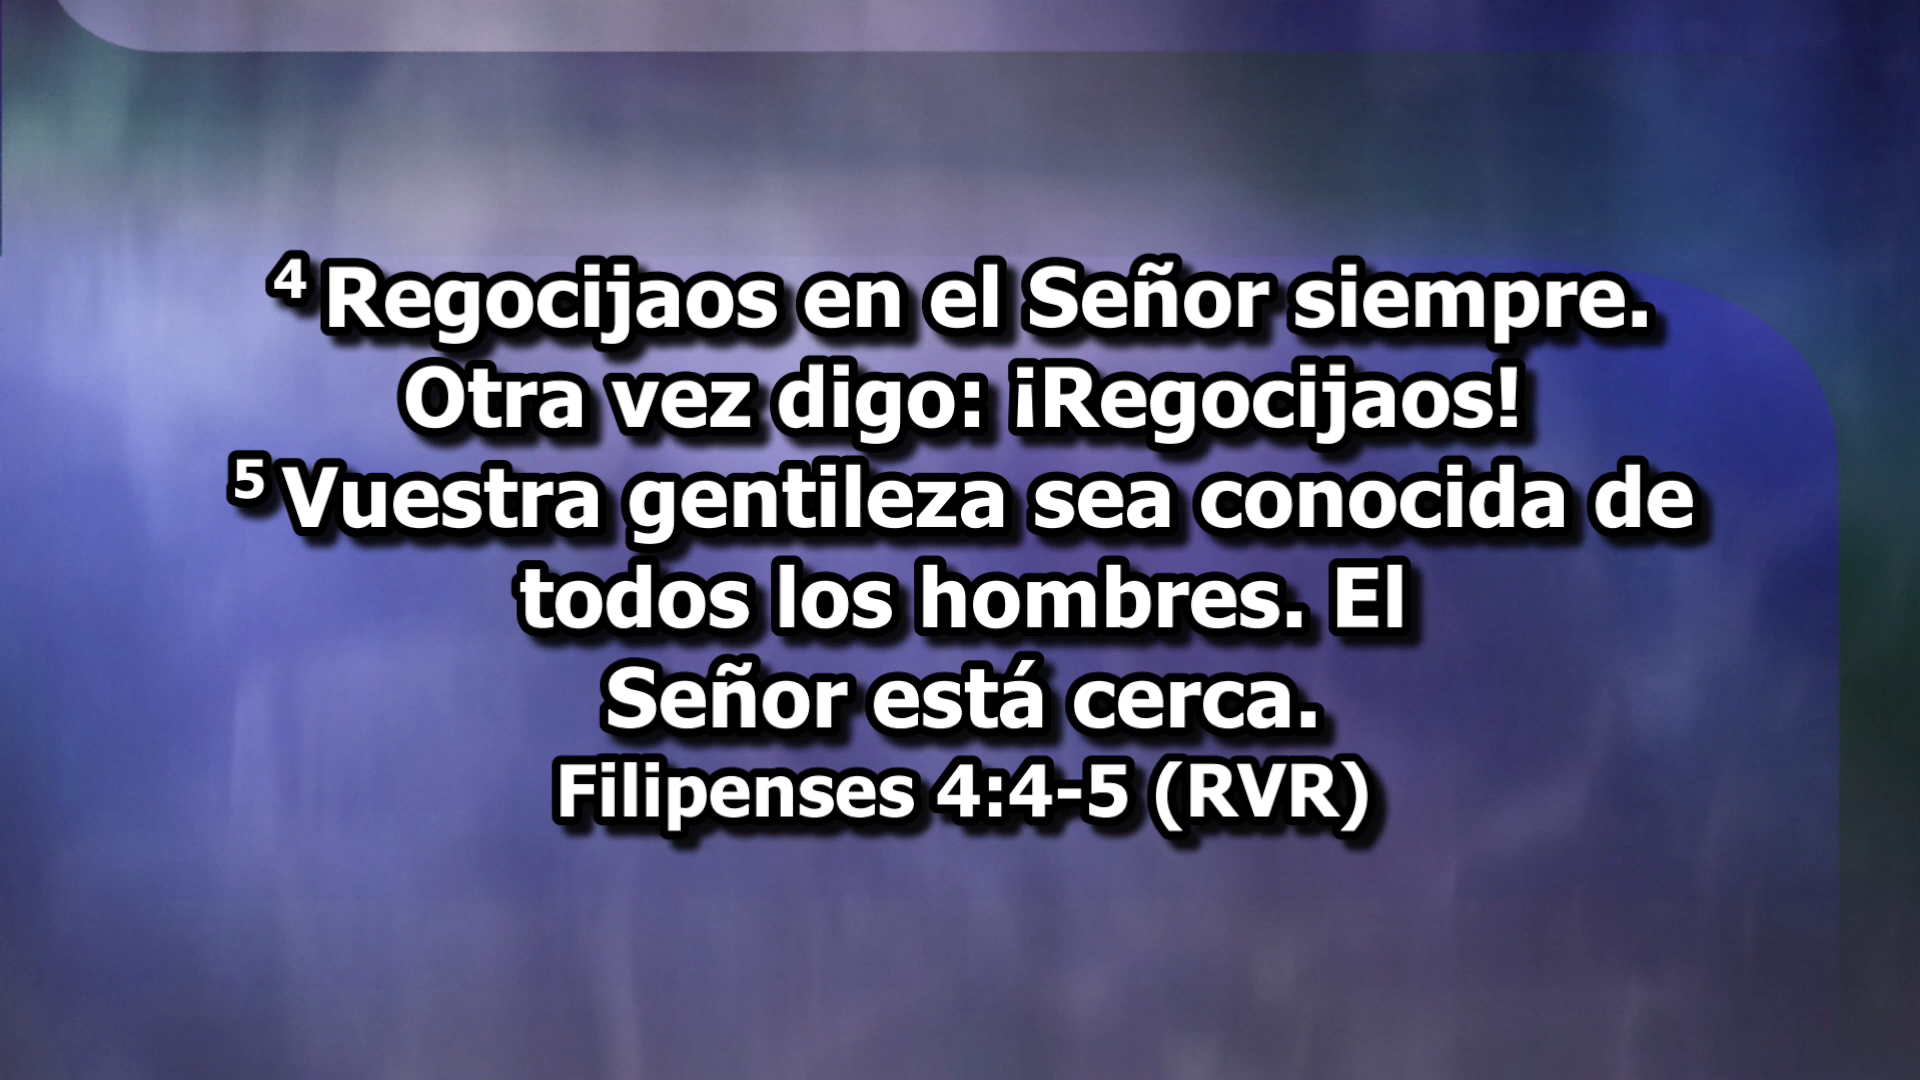 4 Regocijaos en el Señor siempre.
Otra vez digo: ¡Regocijaos!
5 Vuestra gentileza sea conocida de
todos los hombres. El
Señor está cerca.
Filipenses 4:4-5 (RVR)